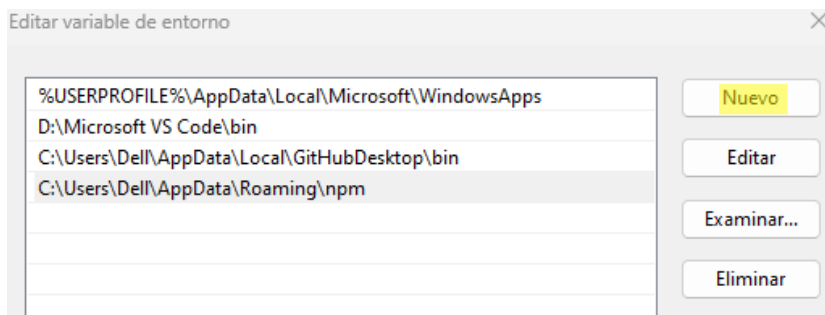 Editar variable de entorno
%USERPROFILE%\AppData\Local\Microsoft\WindowsApps
D:\Microsoft VS Code\bin
C:\Users\Dell\AppData\Local\GitHubDesktop\bin
C:\Users\Dell\AppData\Roaming\npm
Nuevo
Editar
Examinar...
Eliminar